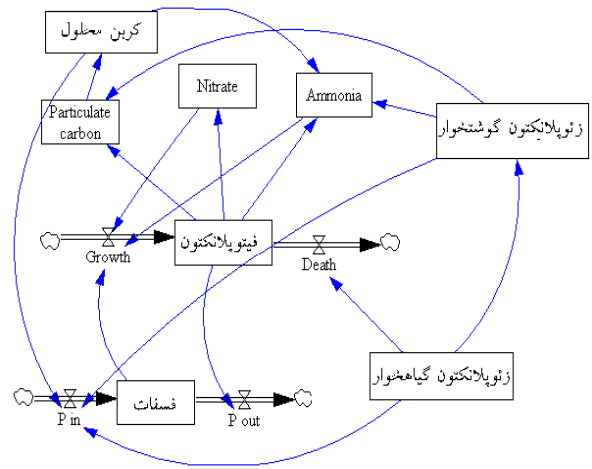 کربن محلول
Nitrate
Ammonia
Particulate
carbon
زئوپلانکتون گوشتخوار
فیتوپلانکتون
Growth
Death
زئوپلانکتون گیاهخوار
فسفات
P in
P out